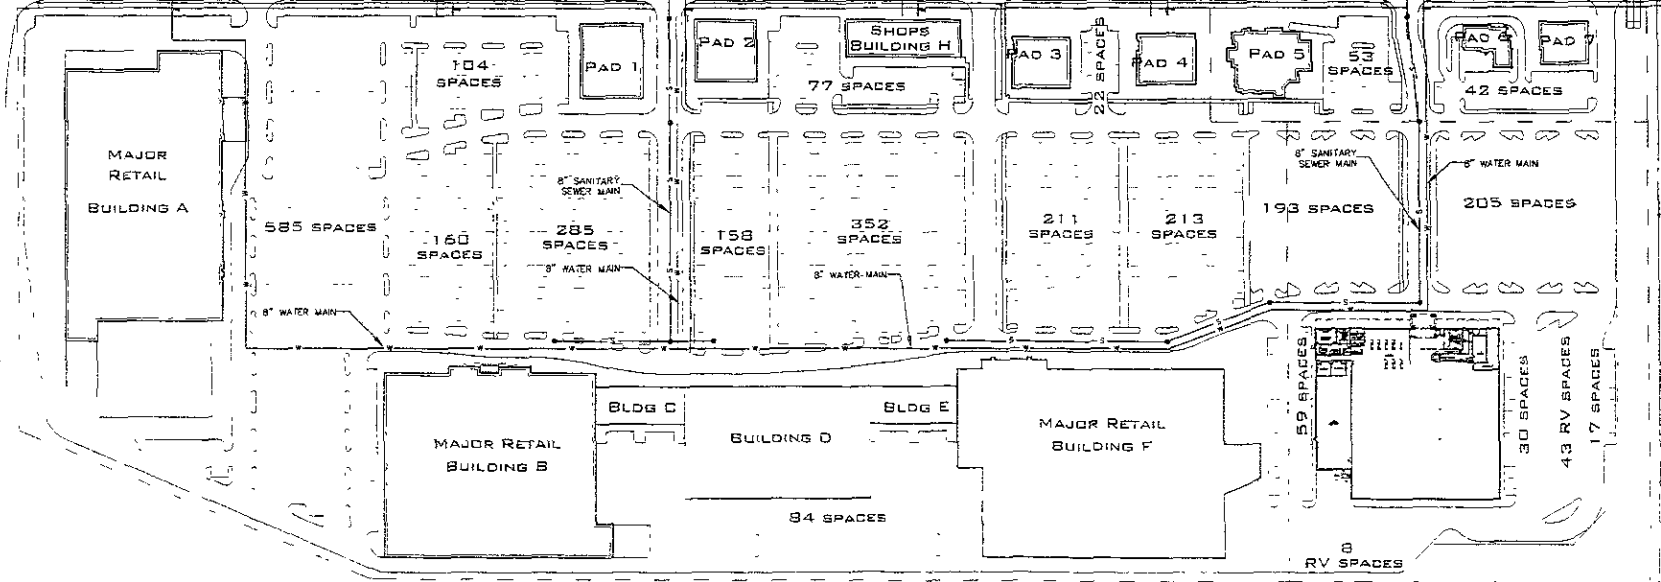 104
SPACES
PAD 1
PAD 2
SHOPS
BUILDING H
77 SPACES
PAD 3
22 SPACES
PAD 4
PAD 5
53
SPACES
PAD 6
PAD 7
42 SPACES
MAJOR
RETAIL
BUILDING A
8" SANITARY
SEWER MAIN
8" SANITARY
SEWER MAIN
8" WATER MAIN
585 SPACES
160
SPACES
285
SPACES
158
SPACES
352
SPACES
211
SPACES
213
SPACES
193 SPACES
205 SPACES
8" WATER MAIN
8" WATER MAIN
8" WATER MAIN
MAJOR RETAIL
BUILDING B
BLDG C
BUILDING D
BLDG E
MAJOR RETAIL
BUILDING F
59 SPACES
30 SPACES
43 RV SPACES
17 SPACES
84 SPACES
8
RV SPACES